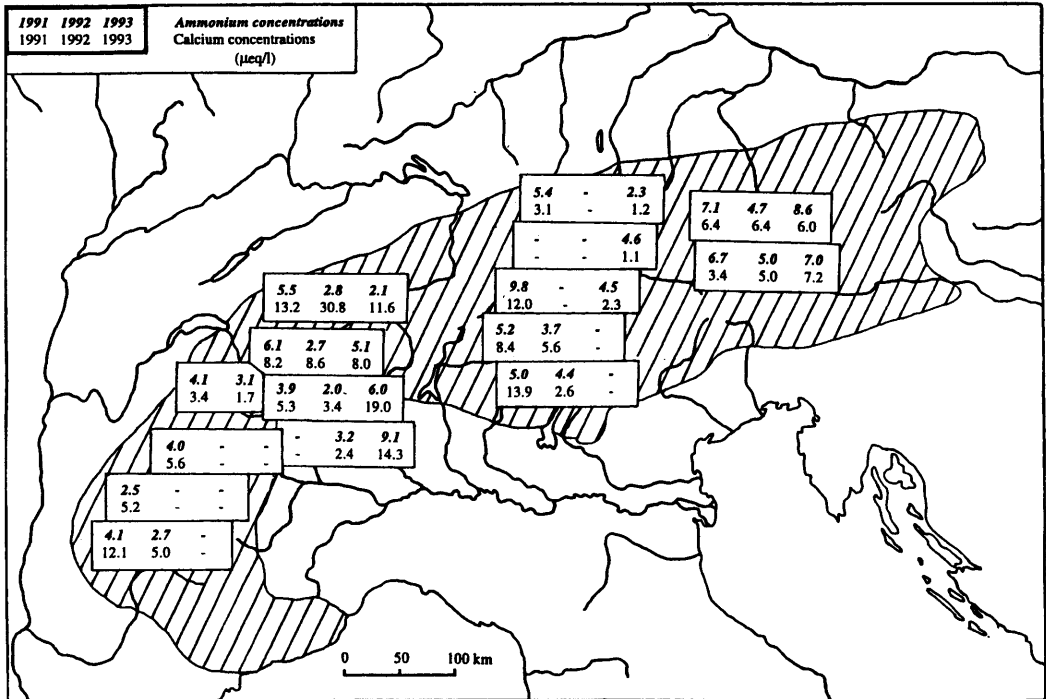 1991 1992 1993 Ammonium concentrations
1991 1992 1993 Calcium concentrations
(µeq/l)
5.4 - 2.3
3.1 - 1.2
7.1 4.7 8.6
6.4 6.4 6.0
- - 4.6
- - 1.1
6.7 5.0 7.0
3.4 5.0 7.2
5.5 2.8 2.1
13.2 30.8 11.6
9.8 - 4.5
12.0 - 2.3
6.1 2.7 5.1
8.2 8.6 8.0
5.2 3.7 -
8.4 5.6 -
4.1 3.1
3.4 1.7
3.9 2.0 6.0
5.3 3.4 19.0
5.0 4.4 -
13.9 2.6 -
4.0 - -
5.6 - -
- 3.2 9.1
- 2.4 14.3
2.5 - -
5.2 - -
4.1 2.7 -
12.1 5.0 -
0 50 100 km